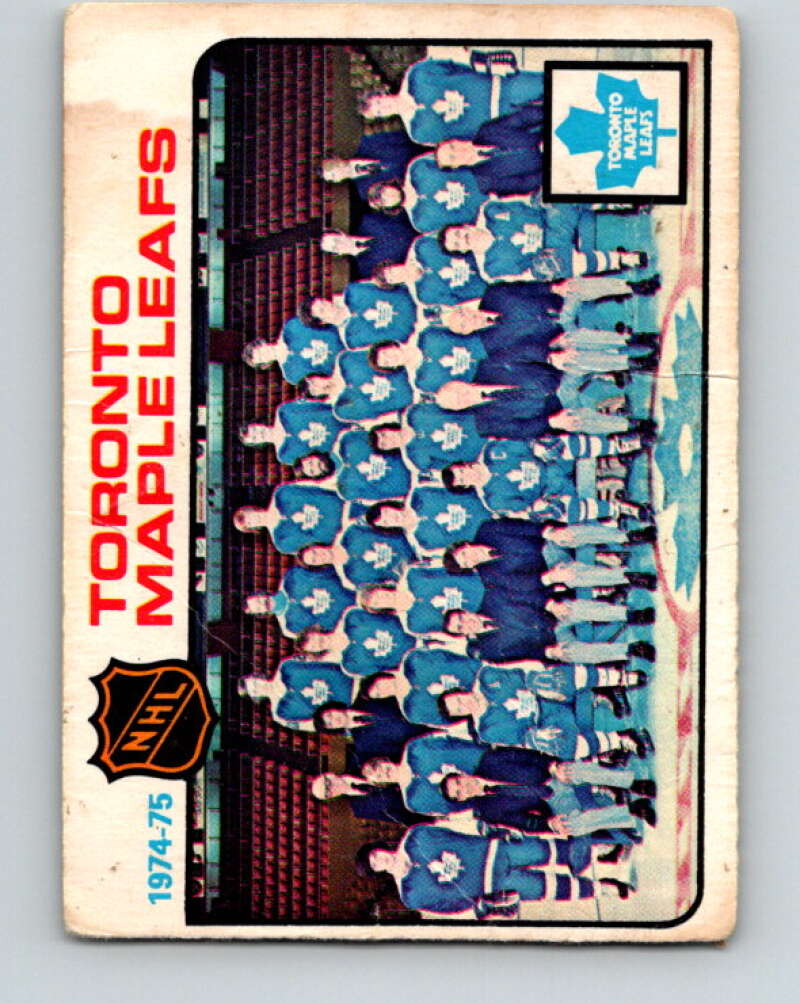 TORONTO
MAPLE LEAFS
NHL
1974-75
TORONTO
MAPLE
LEAFS